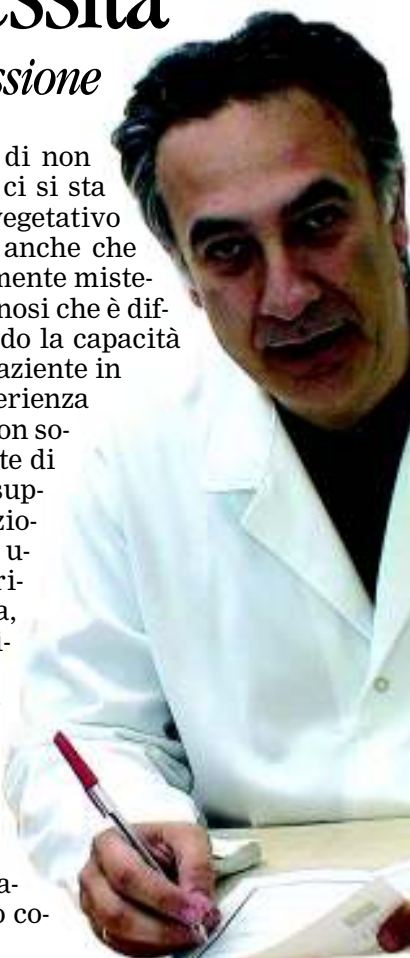 essità
ssione
di non
ci si sta
vegetativo
anche che
mente miste-
nosi che è dif-
do la capacità
aziente in
erienza
on so-
te di
sup-
zio-
u-
ri-
a,
i-
a-
o co-